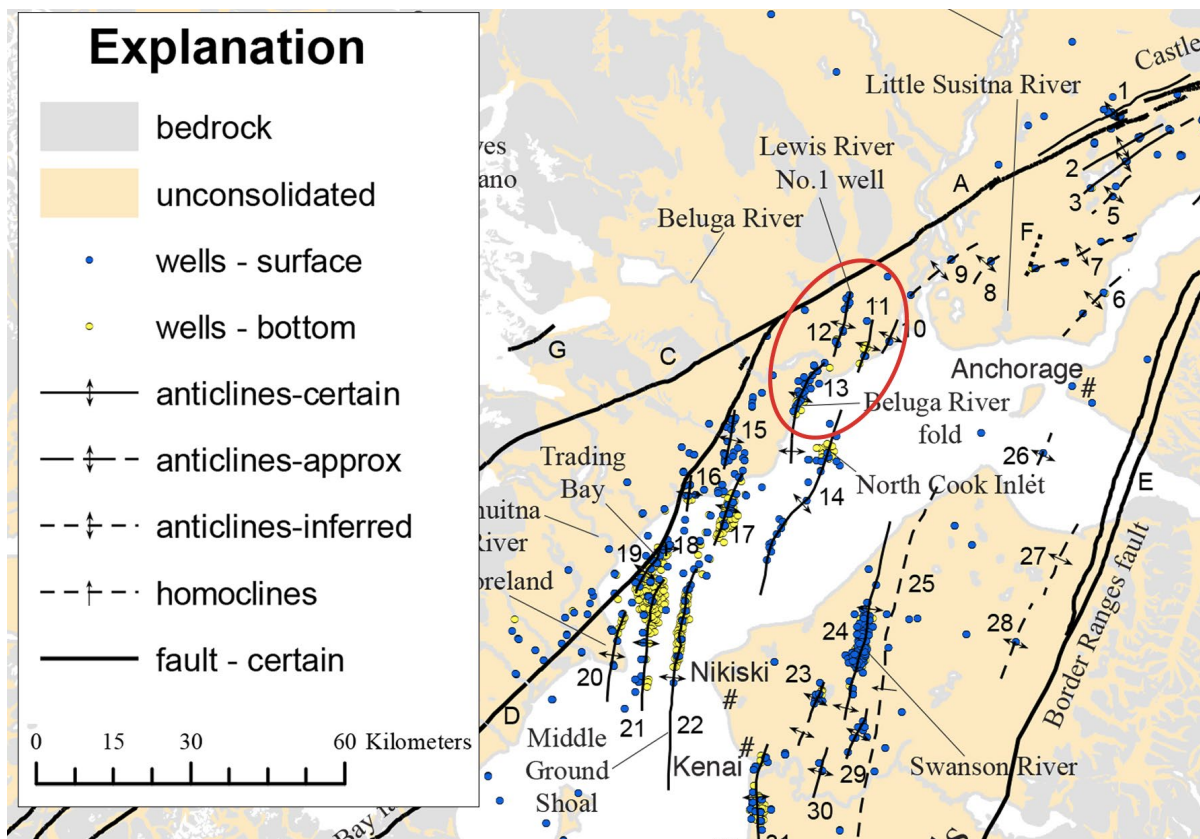 Explanation
bedrock
unconsolidated
wells - surface
wells - bottom
anticlines-certain
anticlines-approx
anticlines-inferred
homoclines
fault - certain
0 15 30 60 Kilometers
Castle
Little Susitna River
1
Lewis River
No.1 well
2
A
3
5
Beluga River
F
9
7
8
6
11
12
10
G
C
Anchorage
#
13
Beluga River
fold
15
Trading
Bay
26
E
16
North Cook Inlet
14
17
19
18
27
25
Border Ranges fault
28
24
20
Nikiski
#
23
D
21
22
Middle
Ground
Shoal
Kenai
#
29
Swanson River
30